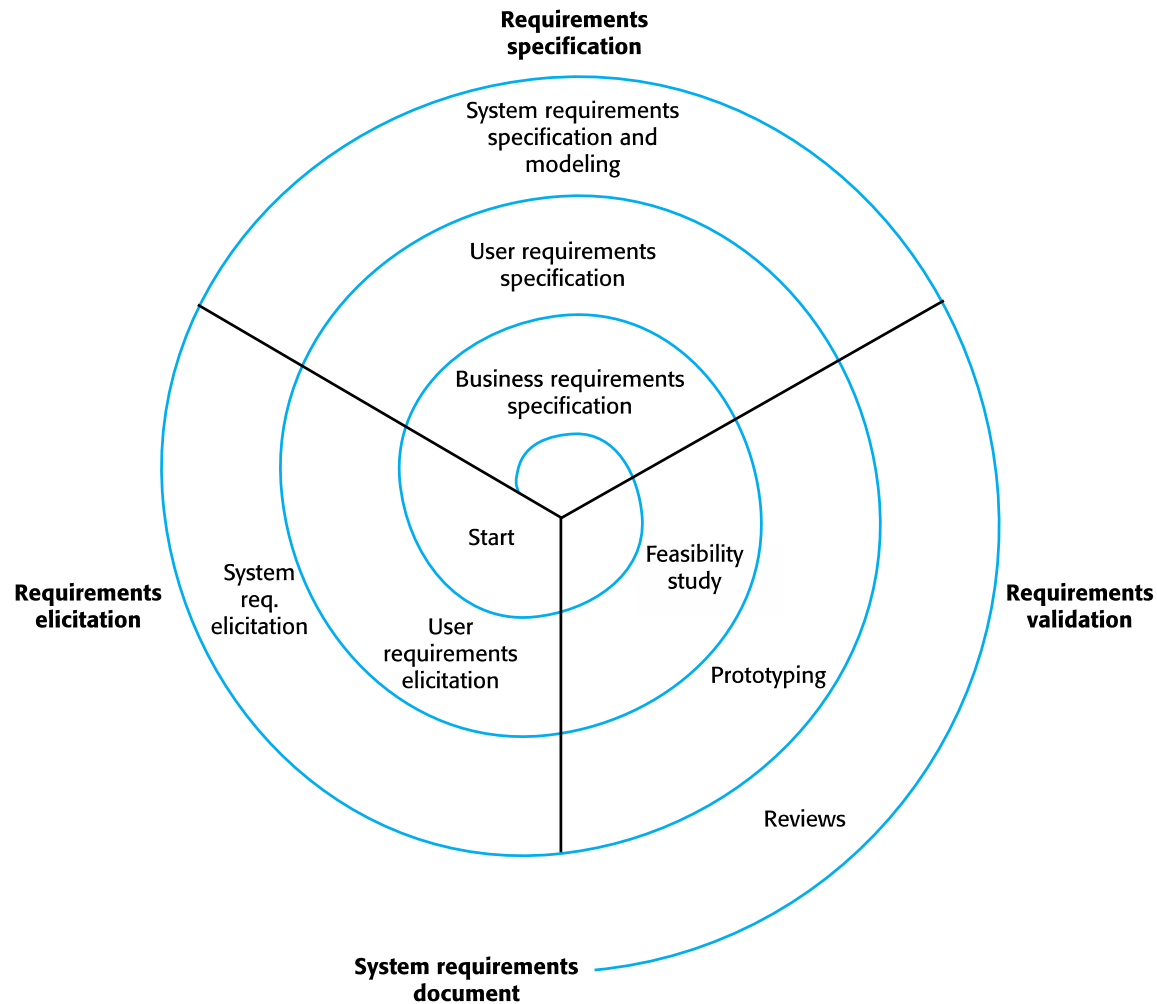 Requirements
specification
System requirements
specification and
modeling
User requirements
specification
Business requirements
specification
Start
Feasibility
study
System
req.
elicitation
Requirements
elicitation
Requirements
validation
User
requirements
elicitation
Prototyping
Reviews
System requirements
document